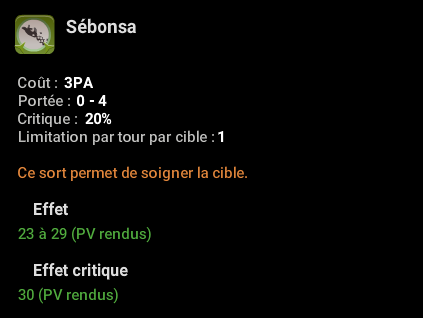 Sébonsa
Coût : 3PA
Portée : 0 - 4
Critique : 20%
Limitation par tour par cible : 1
Ce sort permet de soigner la cible.
Effet
23 à 29 (PV rendus)
Effet critique
30 (PV rendus)